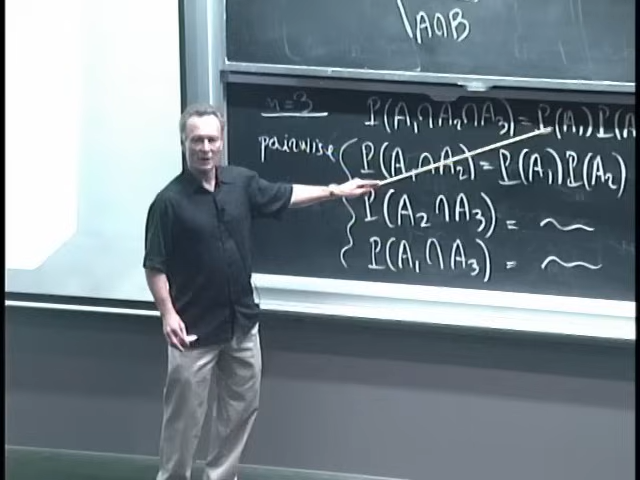 A∩B
n=3
P(A₁∩A₂∩A₃)=P(A₁)P(A
pairwise { P(A₁∩A₂)=P(A₁)P(A₂)
P(A₂∩A₃) = ~
P(A₁∩A₃) = ~